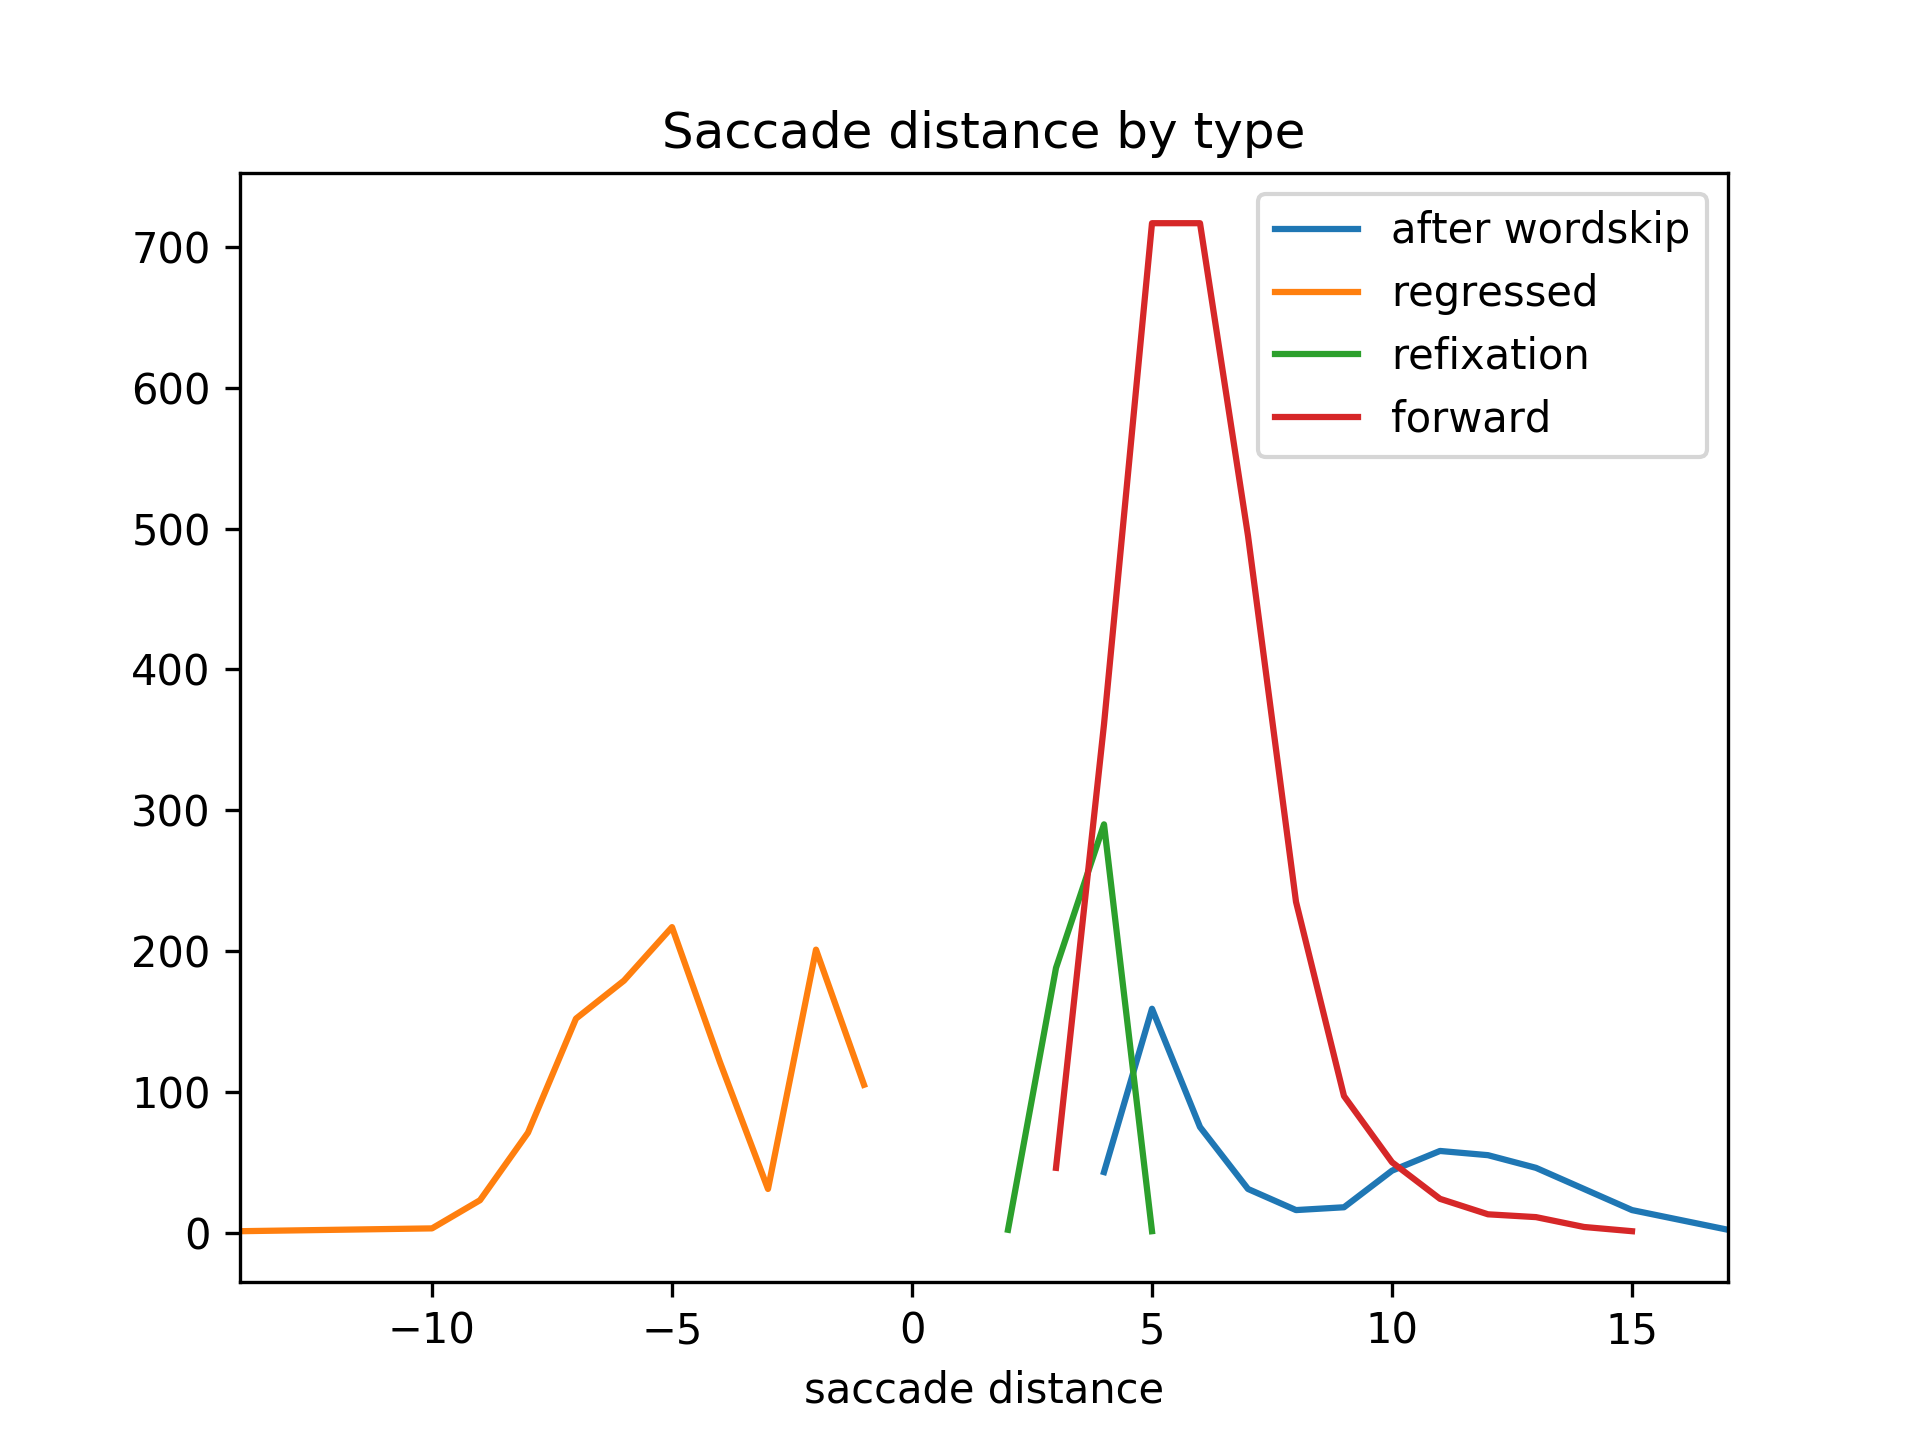 Saccade distance by type
after wordskip
regressed
refixation
forward
700
600
500
400
300
200
100
0
−10 −5 0 5 10 15
saccade distance